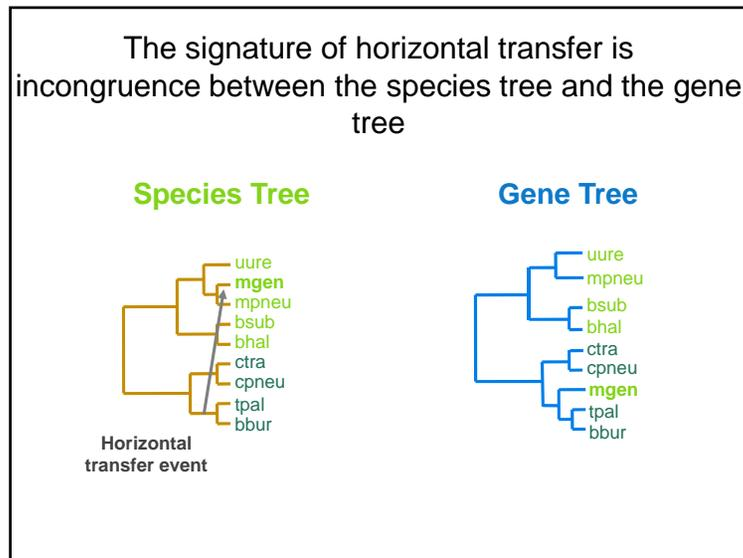 The signature of horizontal transfer is
incongruence between the species tree and the gene
tree
Species Tree
uure
mgen
mpneu
bsub
bhal
ctra
cpneu
tpal
bbur
Horizontal
transfer event
Gene Tree
uure
mpneu
bsub
bhal
ctra
cpneu
mgen
tpal
bbur